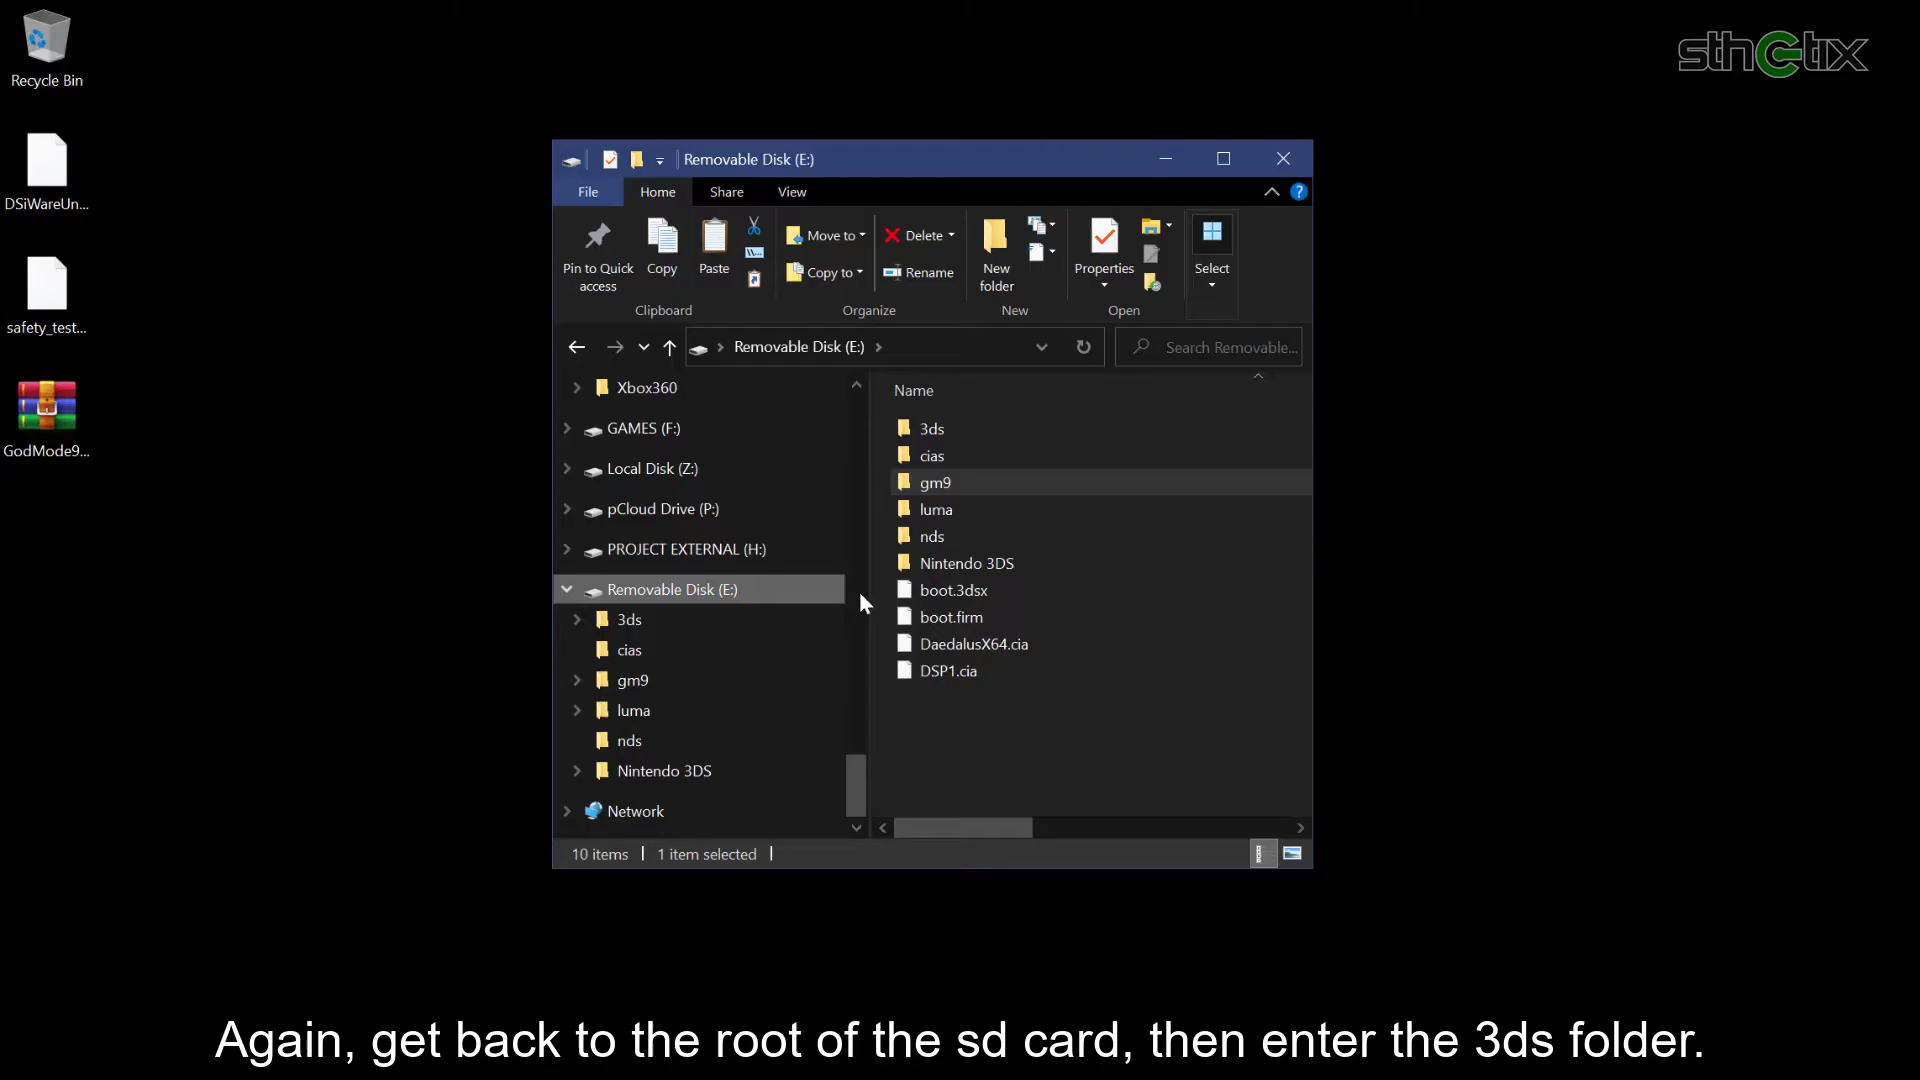 Recycle Bin
DSiWareUn...
safety_test...
GodMode9...
sthetix
Removable Disk (E:)
File Home Share View
Pin to Quick access
Copy
Paste
Move to
Copy to
Delete
Rename
New folder
Properties
Select
Clipboard Organize New Open
Removable Disk (E:)
Search Removable...
Xbox360
GAMES (F:)
Local Disk (Z:)
pCloud Drive (P:)
PROJECT EXTERNAL (H:)
Removable Disk (E:)
3ds
cias
gm9
luma
nds
Nintendo 3DS
Network
Name
3ds
cias
gm9
luma
nds
Nintendo 3DS
boot.3dsx
boot.firm
DaedalusX64.cia
DSP1.cia
10 items 1 item selected
Again, get back to the root of the sd card, then enter the 3ds folder.